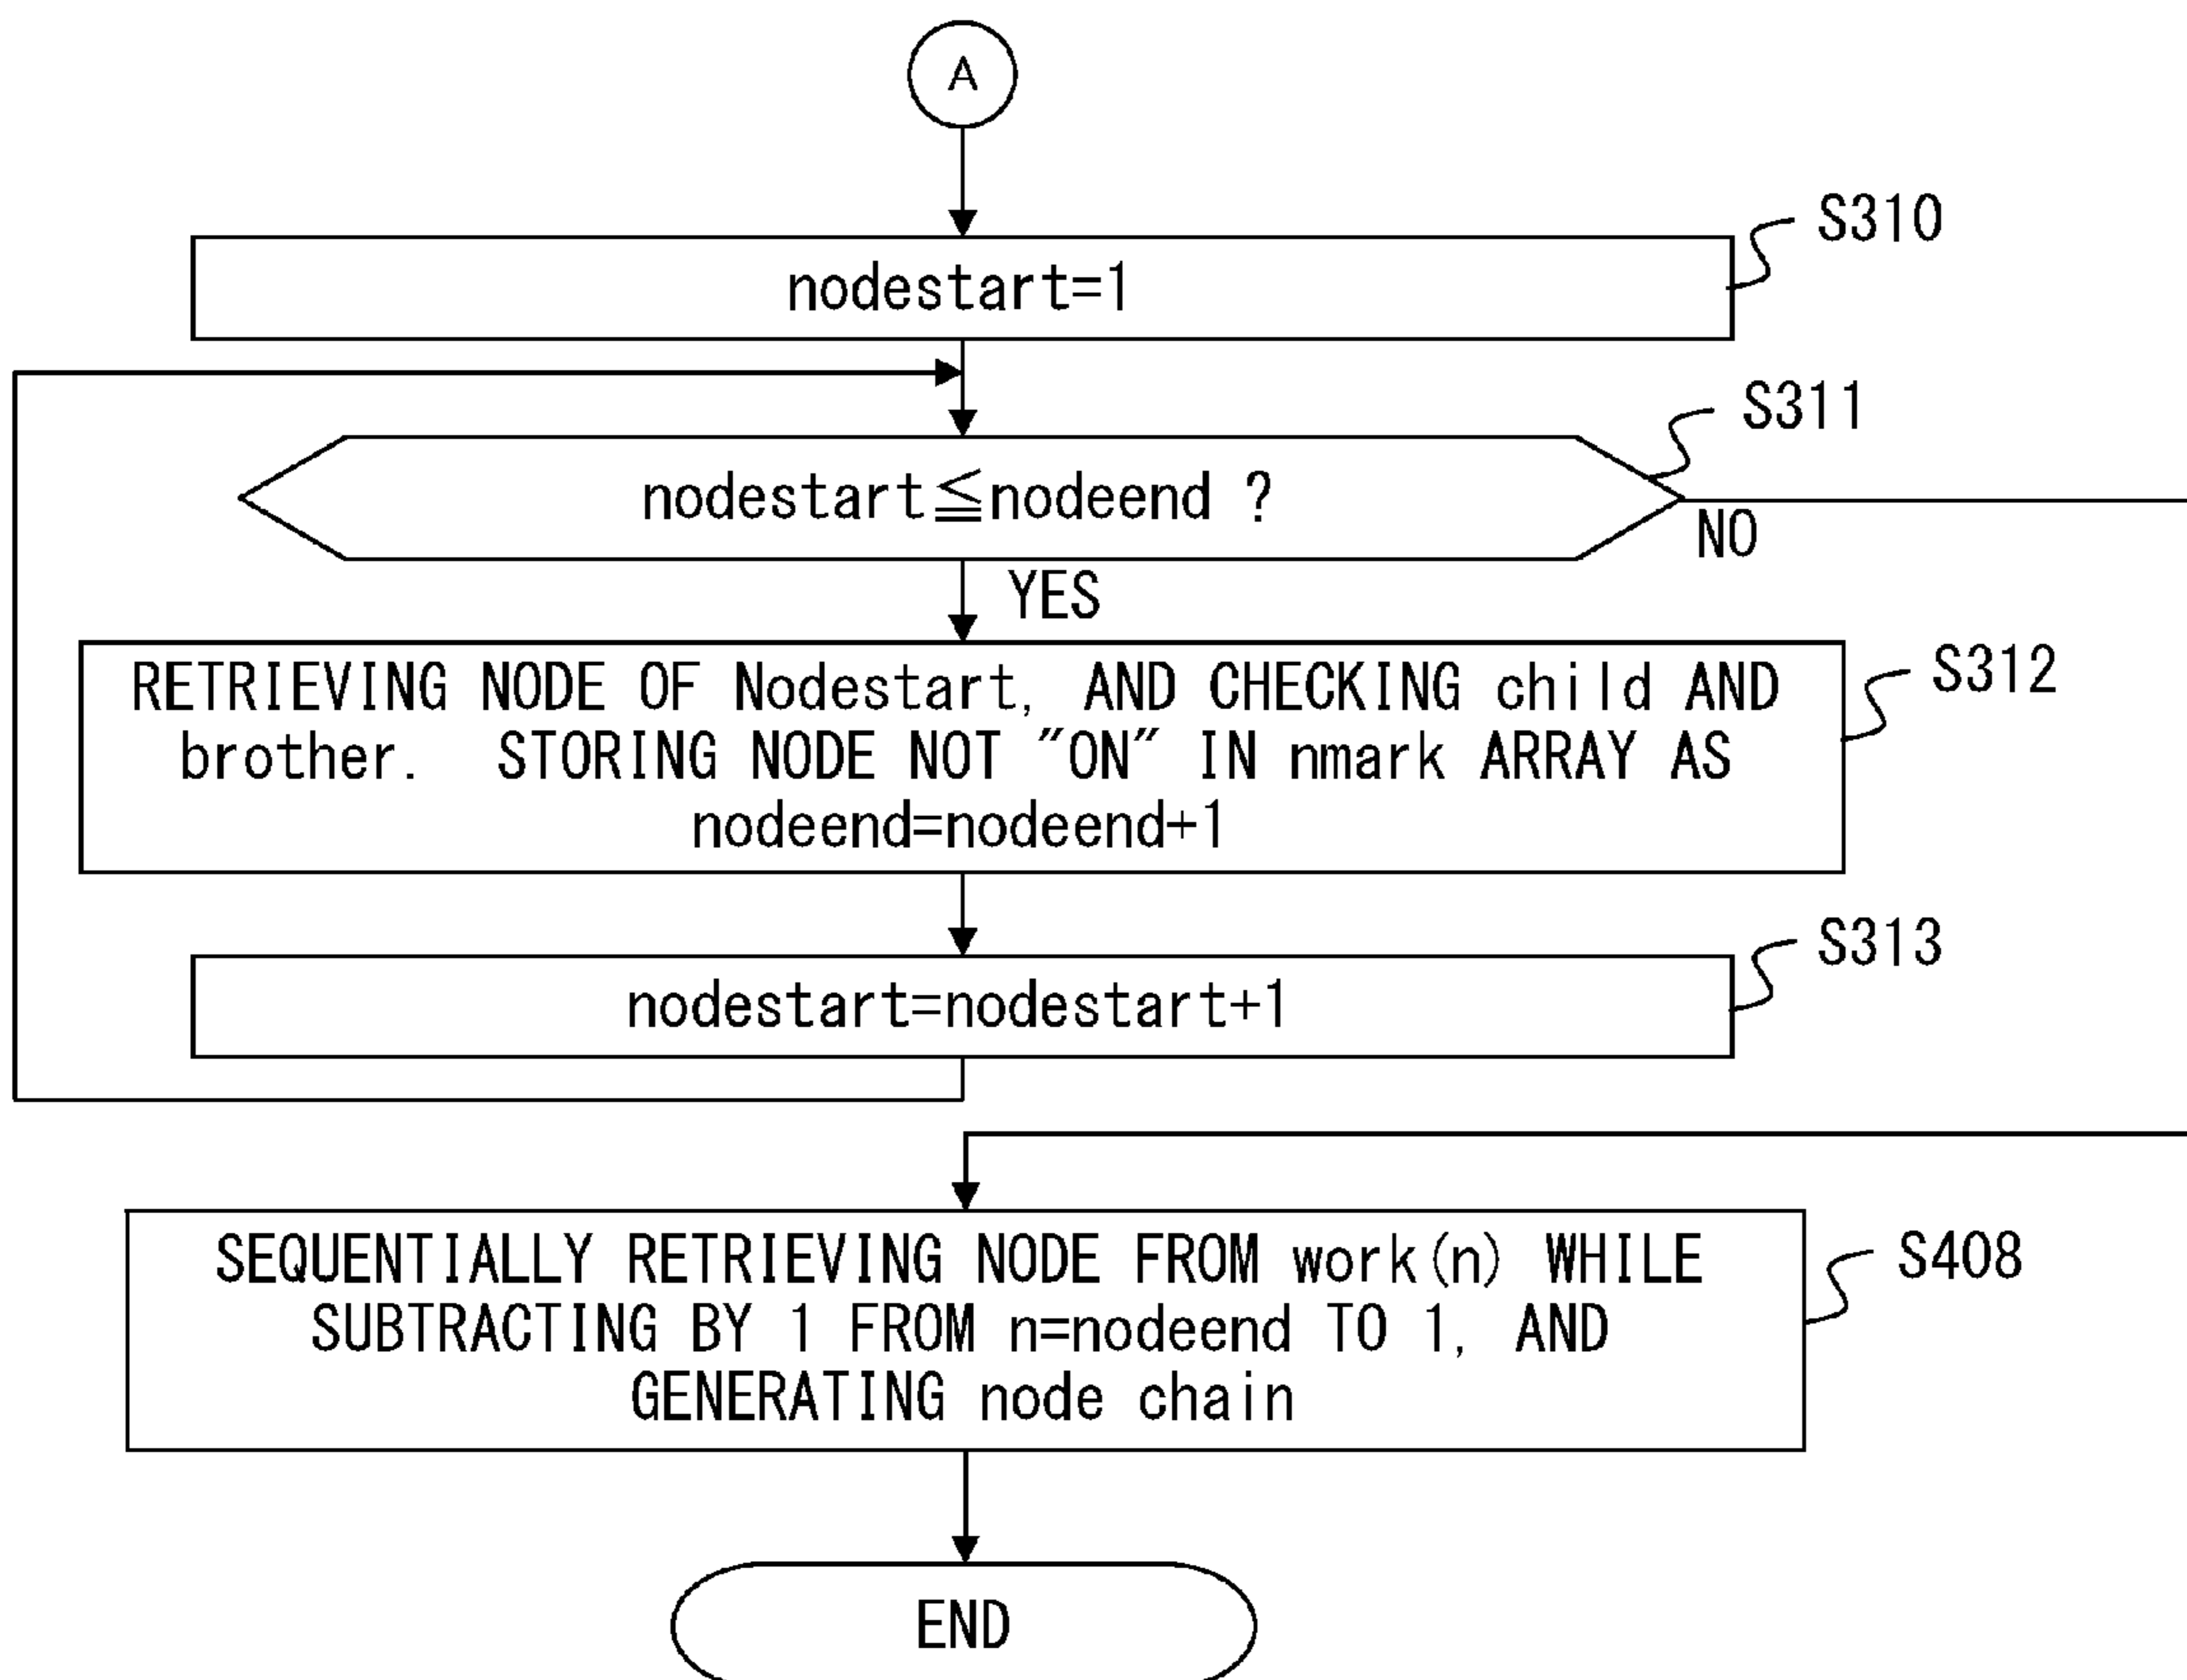 A
S310
nodestart=1
S311
nodestart≦nodeend ?
NO
YES
S312
RETRIEVING NODE OF Nodestart, AND CHECKING child AND
brother. STORING NODE NOT "ON" IN nmark ARRAY AS
nodeend=nodeend+1
S313
nodestart=nodestart+1
S408
SEQUENTIALLY RETRIEVING NODE FROM work(n) WHILE
SUBTRACTING BY 1 FROM n=nodeend TO 1, AND
GENERATING node chain
END